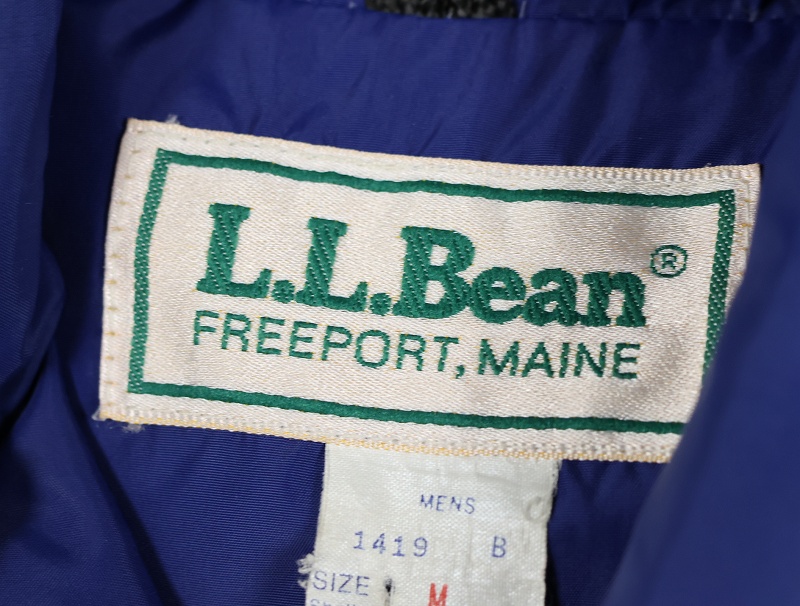 L.L.Bean®
FREEPORT, MAINE
MENS
1419 B
SIZE M